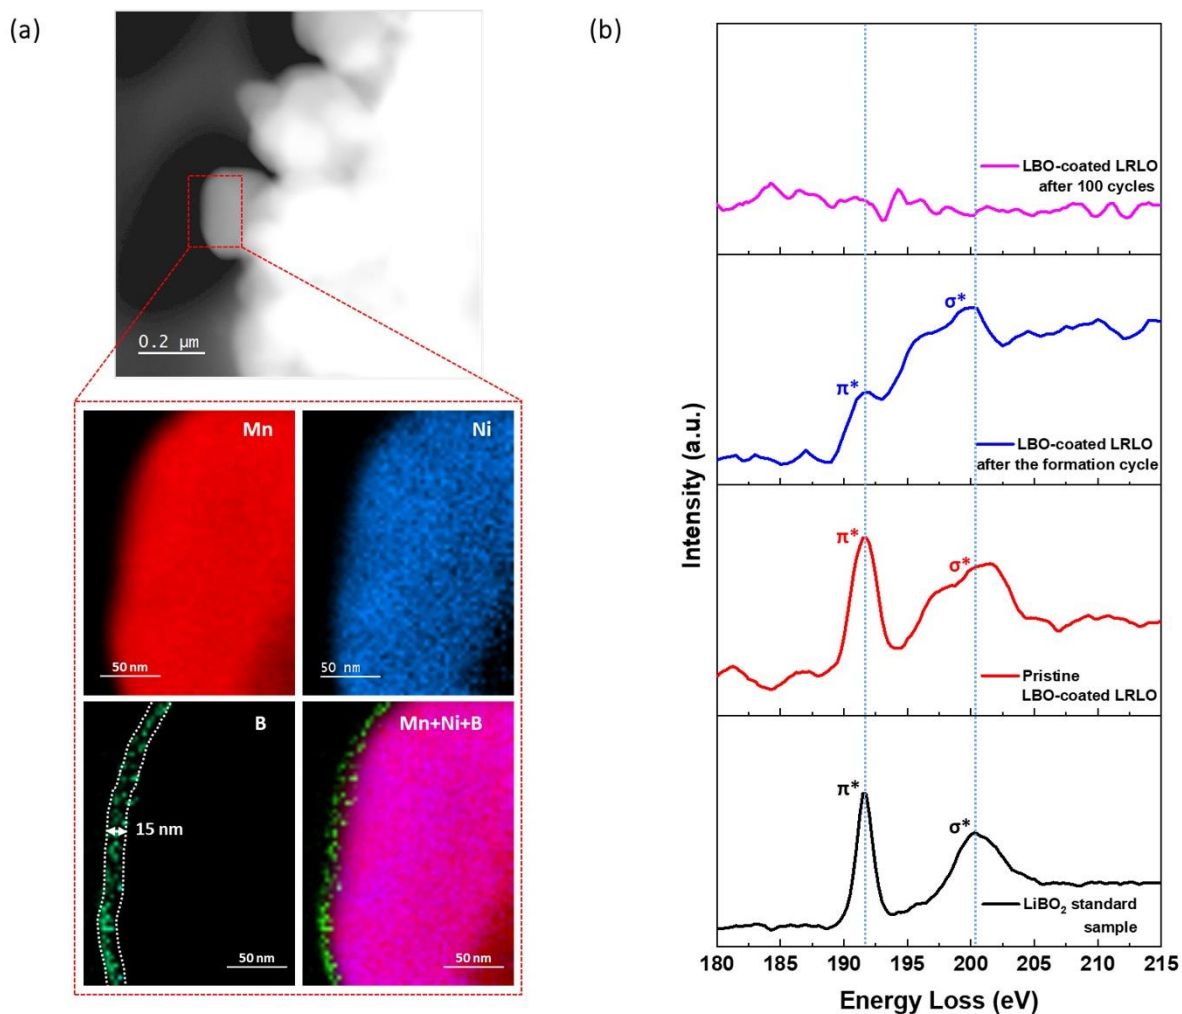 (a)
0.2 μm
Mn
50 nm
Ni
50 nm
B
15 nm
50 nm
Mn+Ni+B
50 nm
(b)
LBO-coated LRLO
after 100 cycles
σ*
π*
LBO-coated LRLO
after the formation cycle
π*
σ*
Pristine
LBO-coated LRLO
π*
σ*
LiBO₂ standard
sample
180 185 190 195 200 205 210 215
Energy Loss (eV)
Intensity (a.u.)